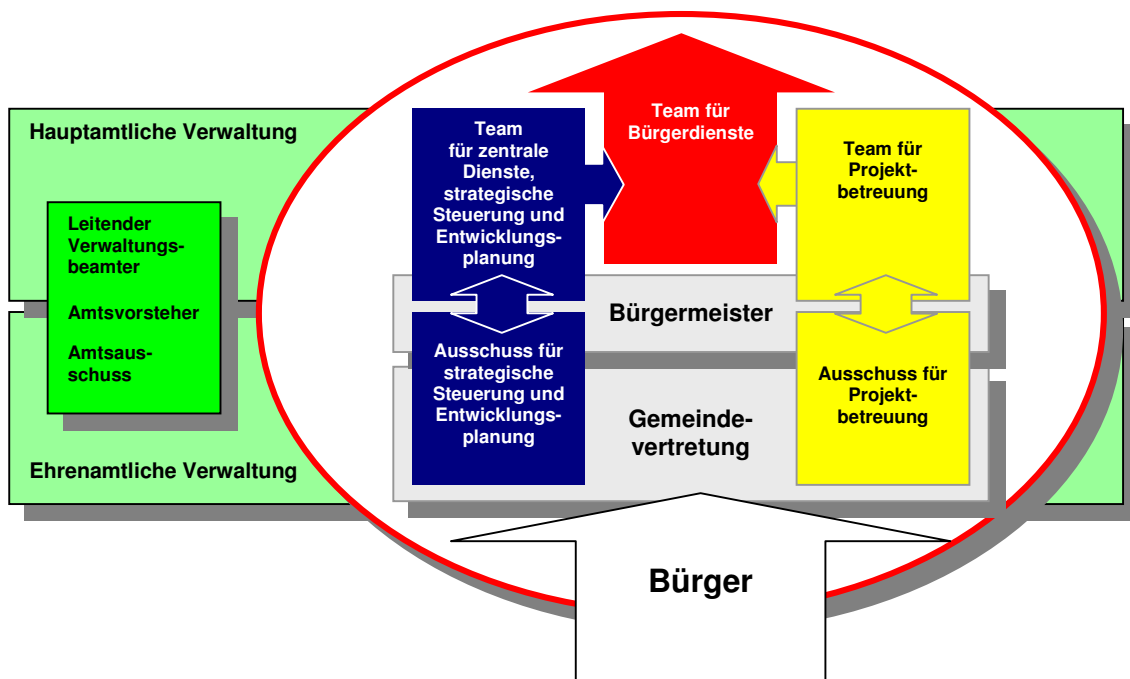 Hauptamtliche Verwaltung
Leitender
Verwaltungs-
beamter
Amtsvorsteher
Amtsaus-
schuss
Ehrenamtliche Verwaltung
Team
für zentrale
Dienste,
strategische
Steuerung und
Entwicklungs-
planung
Team für
Bürgerdienste
Team für
Projekt-
betreuung
Bürgermeister
Ausschuss für
strategische
Steuerung und
Entwicklungs-
planung
Gemeinde-
vertretung
Ausschuss für
Projekt-
betreuung
Bürger